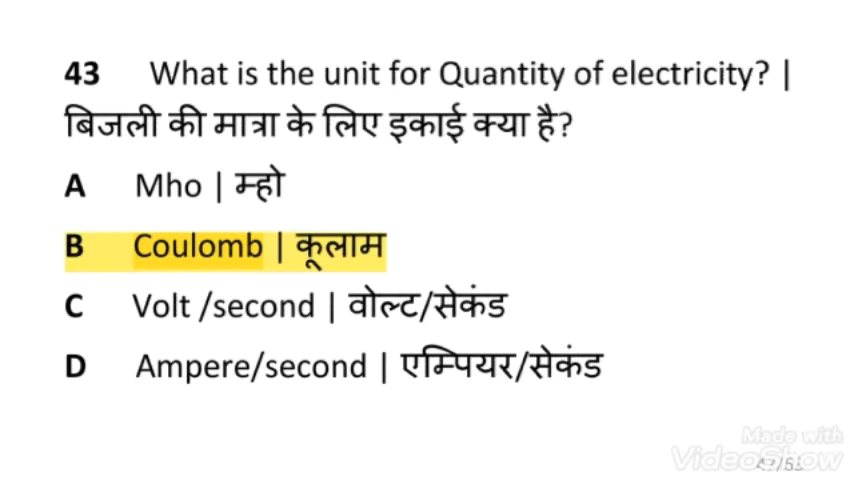 43 What is the unit for Quantity of electricity? |
बिजली की मात्रा के लिए इकाई क्या है?
A Mho | म्हो
B Coulomb | कूलाम
C Volt /second | वोल्ट/सेकंड
D Ampere/second | एम्पियर/सेकंड
Made with
VideoShow